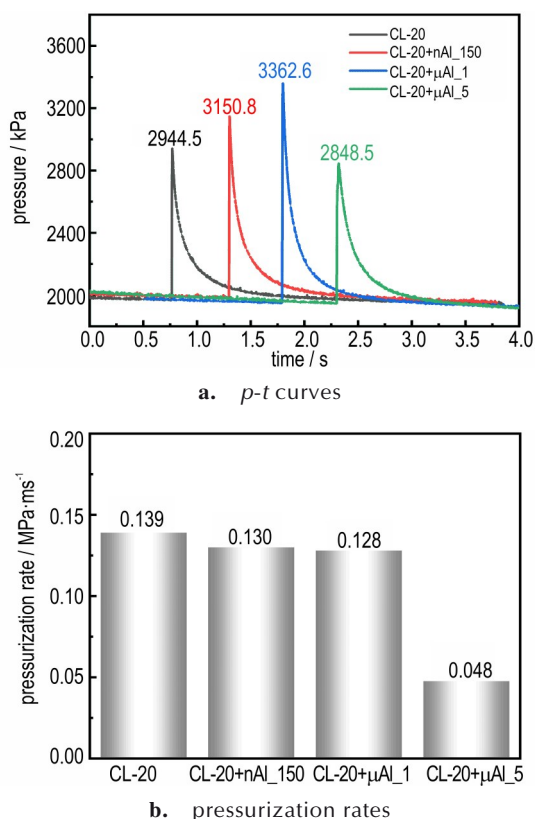 3600
3200
2800
2400
2000
pressure / kPa
CL-20
CL-20+nAl_150
CL-20+μAl_1
CL-20+μAl_5
2944.5
3150.8
3362.6
2848.5
0.0 0.5 1.0 1.5 2.0 2.5 3.0 3.5 4.0
time / s
a. p-t curves
0.20
0.15
0.10
0.05
0.00
pressurization rate / MPa·ms⁻¹
0.139
0.130
0.128
0.048
CL-20 CL-20+nAl_150 CL-20+μAl_1 CL-20+μAl_5
b. pressurization rates